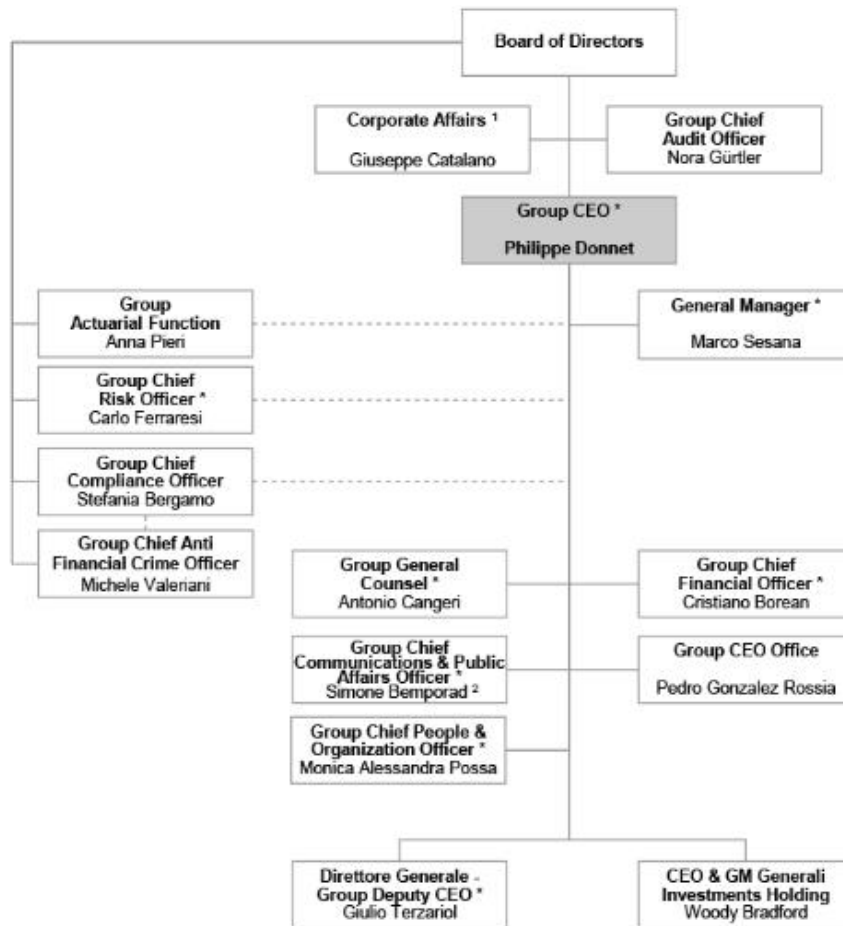 Board of Directors
Corporate Affairs ¹
Giuseppe Catalano
Group Chief
Audit Officer
Nora Gürtler
Group CEO *
Philippe Donnet
Group
Actuarial Function
Anna Pieri
General Manager *
Marco Sesana
Group Chief
Risk Officer *
Carlo Ferraresi
Group Chief
Compliance Officer
Stefania Bergamo
Group Chief Anti
Financial Crime Officer
Michele Valeriani
Group General
Counsel *
Antonio Cangeri
Group Chief
Financial Officer *
Cristiano Borean
Group Chief
Communications & Public
Affairs Officer *
Simone Bemporad ²
Group CEO Office
Pedro Gonzalez Rossia
Group Chief People &
Organization Officer *
Monica Alessandra Possa
Direttore Generale -
Group Deputy CEO *
Giulio Terzariol
CEO & GM Generali
Investments Holding
Woody Bradford